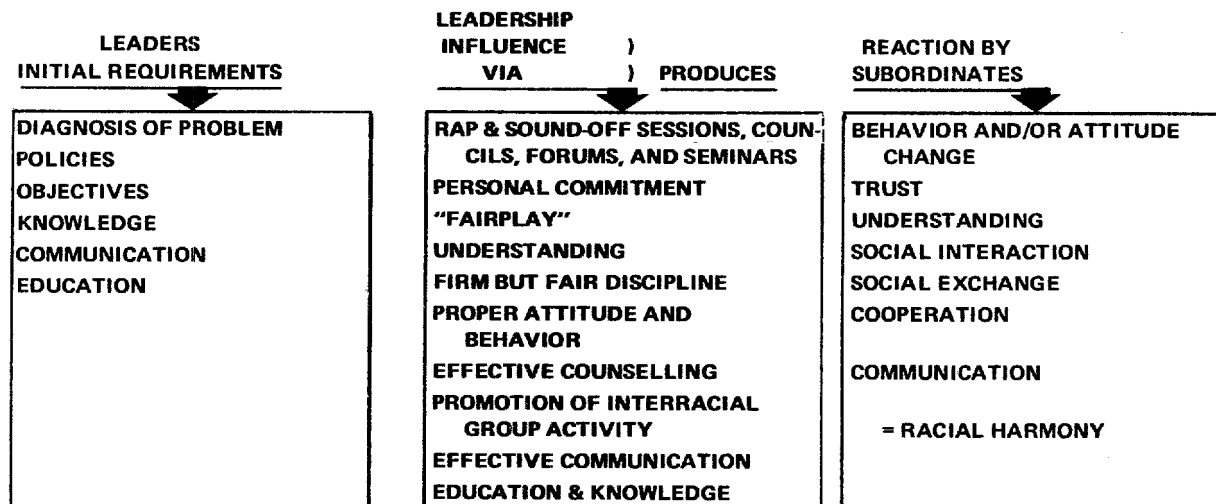 LEADERS
INITIAL REQUIREMENTS
DIAGNOSIS OF PROBLEM
POLICIES
OBJECTIVES
KNOWLEDGE
COMMUNICATION
EDUCATION
LEADERSHIP
INFLUENCE )
VIA ) PRODUCES
RAP & SOUND-OFF SESSIONS, COUN-
CILS, FORUMS, AND SEMINARS
PERSONAL COMMITMENT
"FAIRPLAY"
UNDERSTANDING
FIRM BUT FAIR DISCIPLINE
PROPER ATTITUDE AND
BEHAVIOR
EFFECTIVE COUNSELLING
PROMOTION OF INTERRACIAL
GROUP ACTIVITY
EFFECTIVE COMMUNICATION
EDUCATION & KNOWLEDGE
REACTION BY
SUBORDINATES
BEHAVIOR AND/OR ATTITUDE
CHANGE
TRUST
UNDERSTANDING
SOCIAL INTERACTION
SOCIAL EXCHANGE
COOPERATION
COMMUNICATION
= RACIAL HARMONY